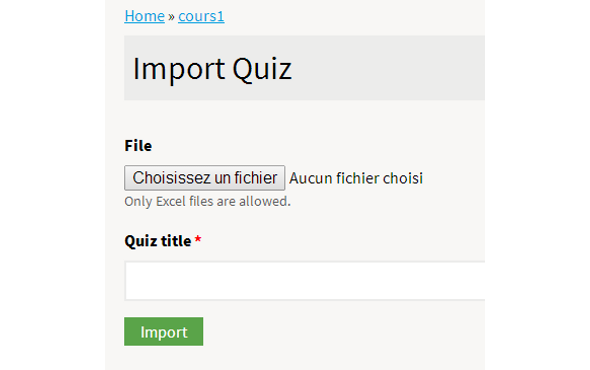 Home » cours1
Import Quiz
File
Choisissez un fichier Aucun fichier choisi
Only Excel files are allowed.
Quiz title *
Import